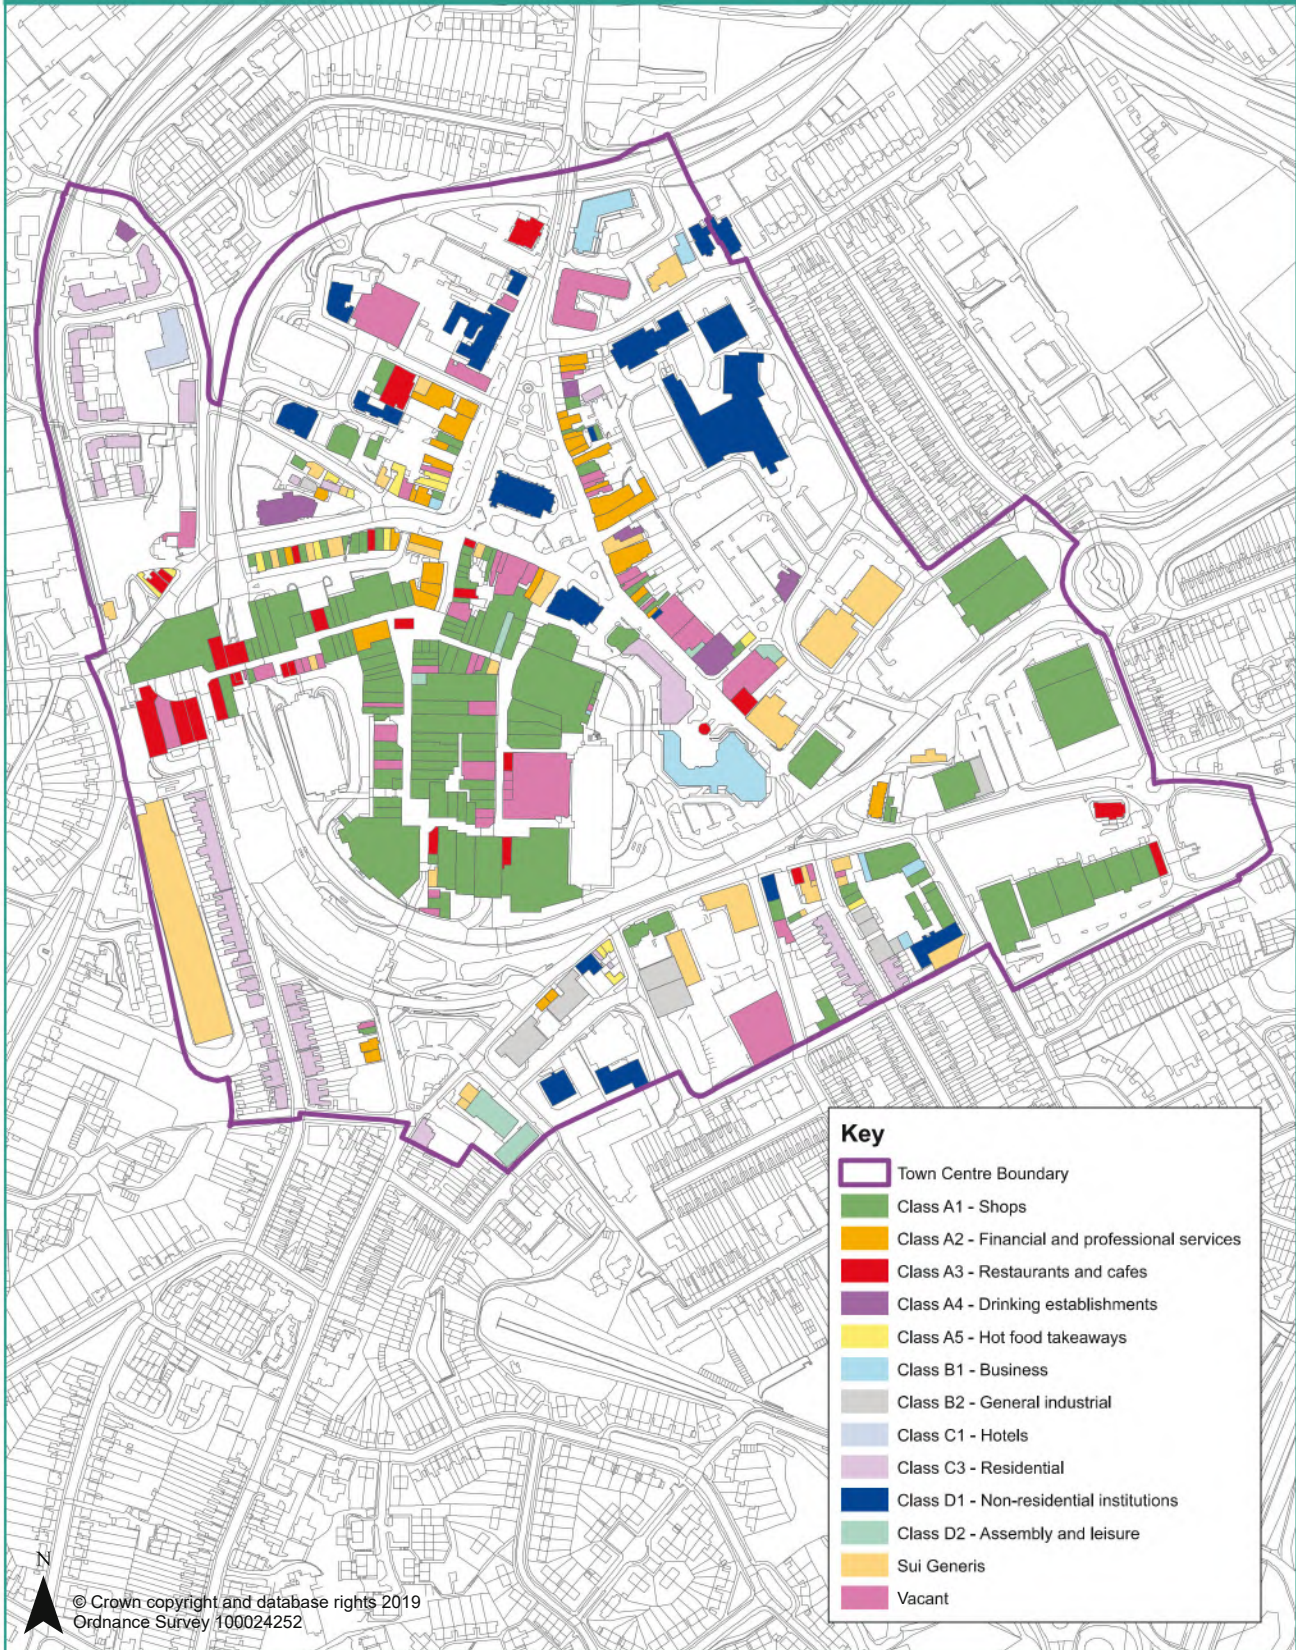 Key
Town Centre Boundary
Class A1 - Shops
Class A2 - Financial and professional services
Class A3 - Restaurants and cafes
Class A4 - Drinking establishments
Class A5 - Hot food takeaways
Class B1 - Business
Class B2 - General industrial
Class C1 - Hotels
Class C3 - Residential
Class D1 - Non-residential institutions
Class D2 - Assembly and leisure
Sui Generis
Vacant
N
© Crown copyright and database rights 2019
Ordnance Survey 100024252